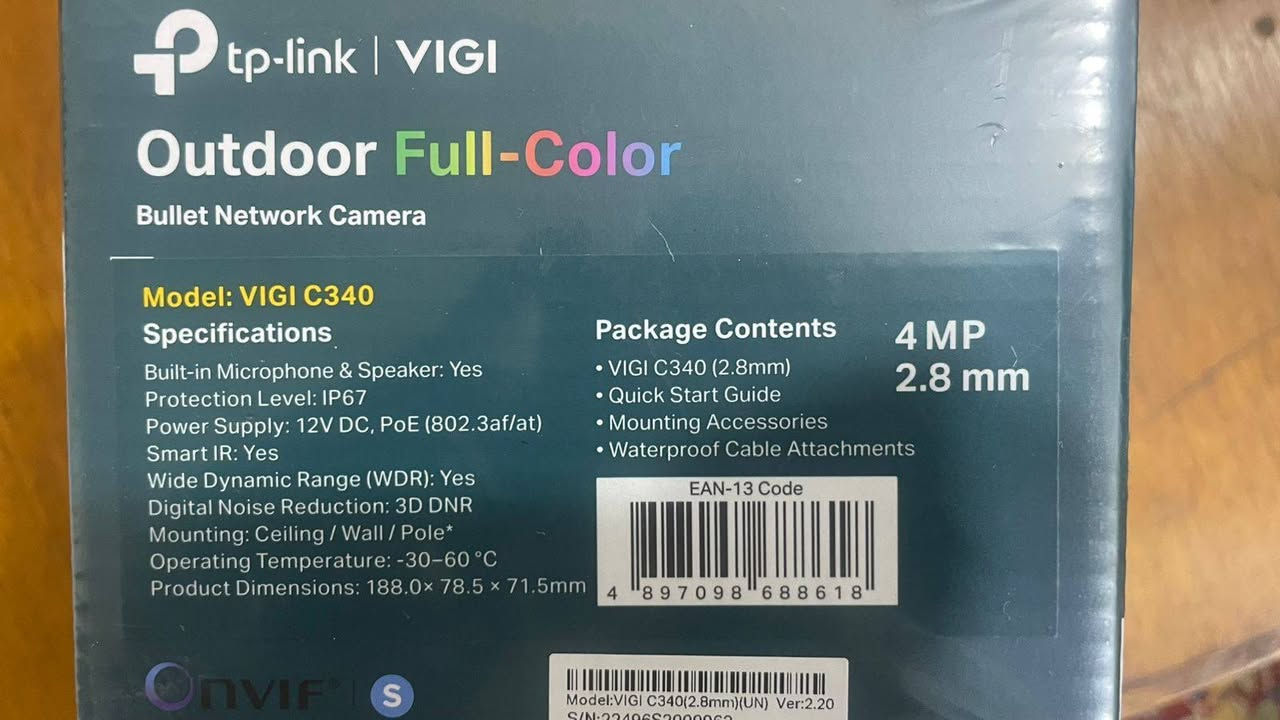 tp-link | VIGI
Outdoor Full-Color
Bullet Network Camera
Model: VIGI C340
Specifications
Built-in Microphone & Speaker: Yes
Protection Level: IP67
Power Supply: 12V DC, PoE (802.3af/at)
Smart IR: Yes
Wide Dynamic Range (WDR): Yes
Digital Noise Reduction: 3D DNR
Mounting: Ceiling / Wall / Pole*
Operating Temperature: -30–60 °C
Product Dimensions: 188.0× 78.5 × 71.5mm
Package Contents
• VIGI C340 (2.8mm)
• Quick Start Guide
• Mounting Accessories
• Waterproof Cable Attachments
4 MP
2.8 mm
EAN-13 Code
4 897098 688618
ONVIF® | S
Model:VIGI C340(2.8mm)(UN) Ver:2.20